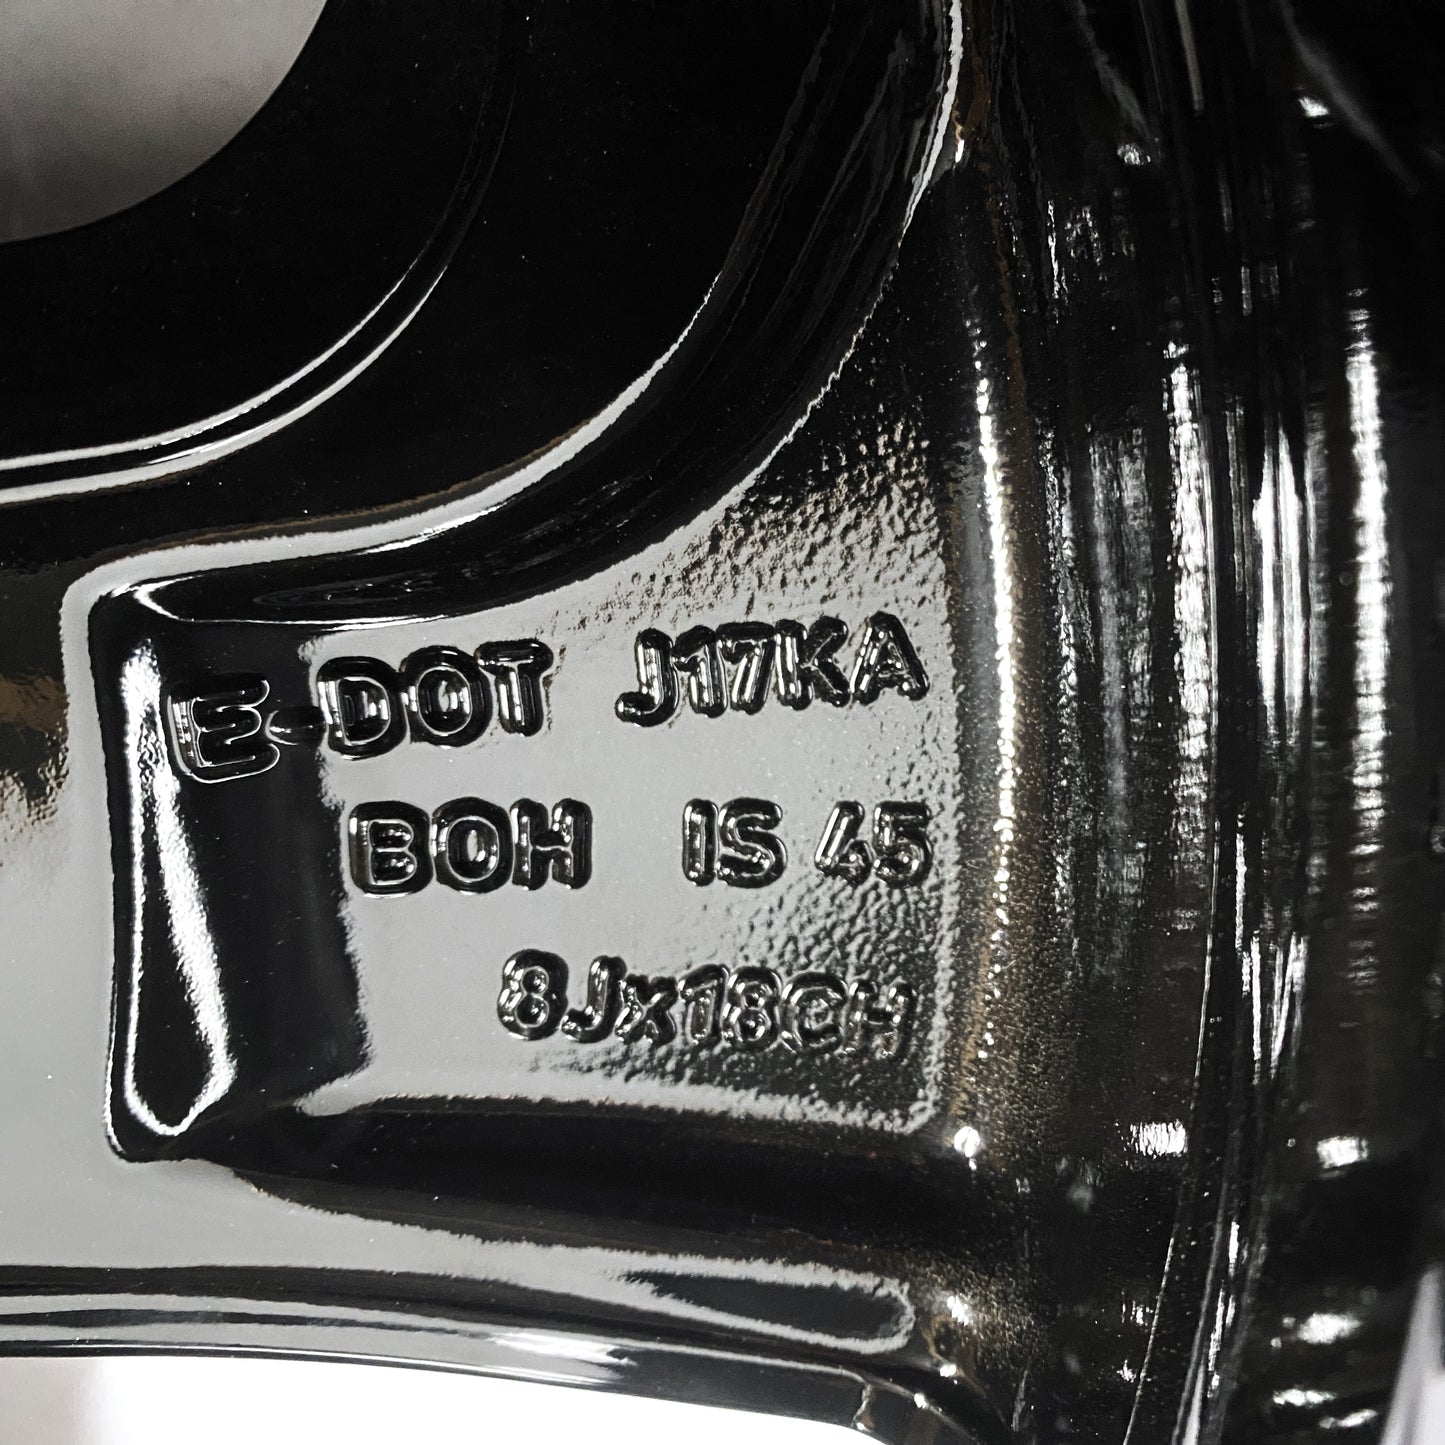 E-DOT J17KA
BOH IS 45
8Jx18CH